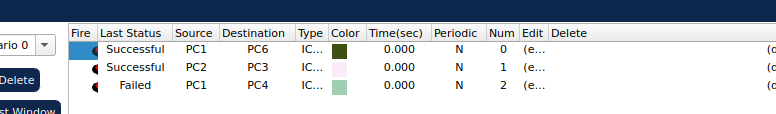 Fire Last Status Source Destination Type Color Time(sec) Periodic Num Edit Delete
ario 0 Successful PC1 PC6 IC... 0.000 N 0 (e... (d
Successful PC2 PC3 IC... 0.000 N 1 (e... (d
Delete Failed PC1 PC4 IC... 0.000 N 2 (e... (d
st Window